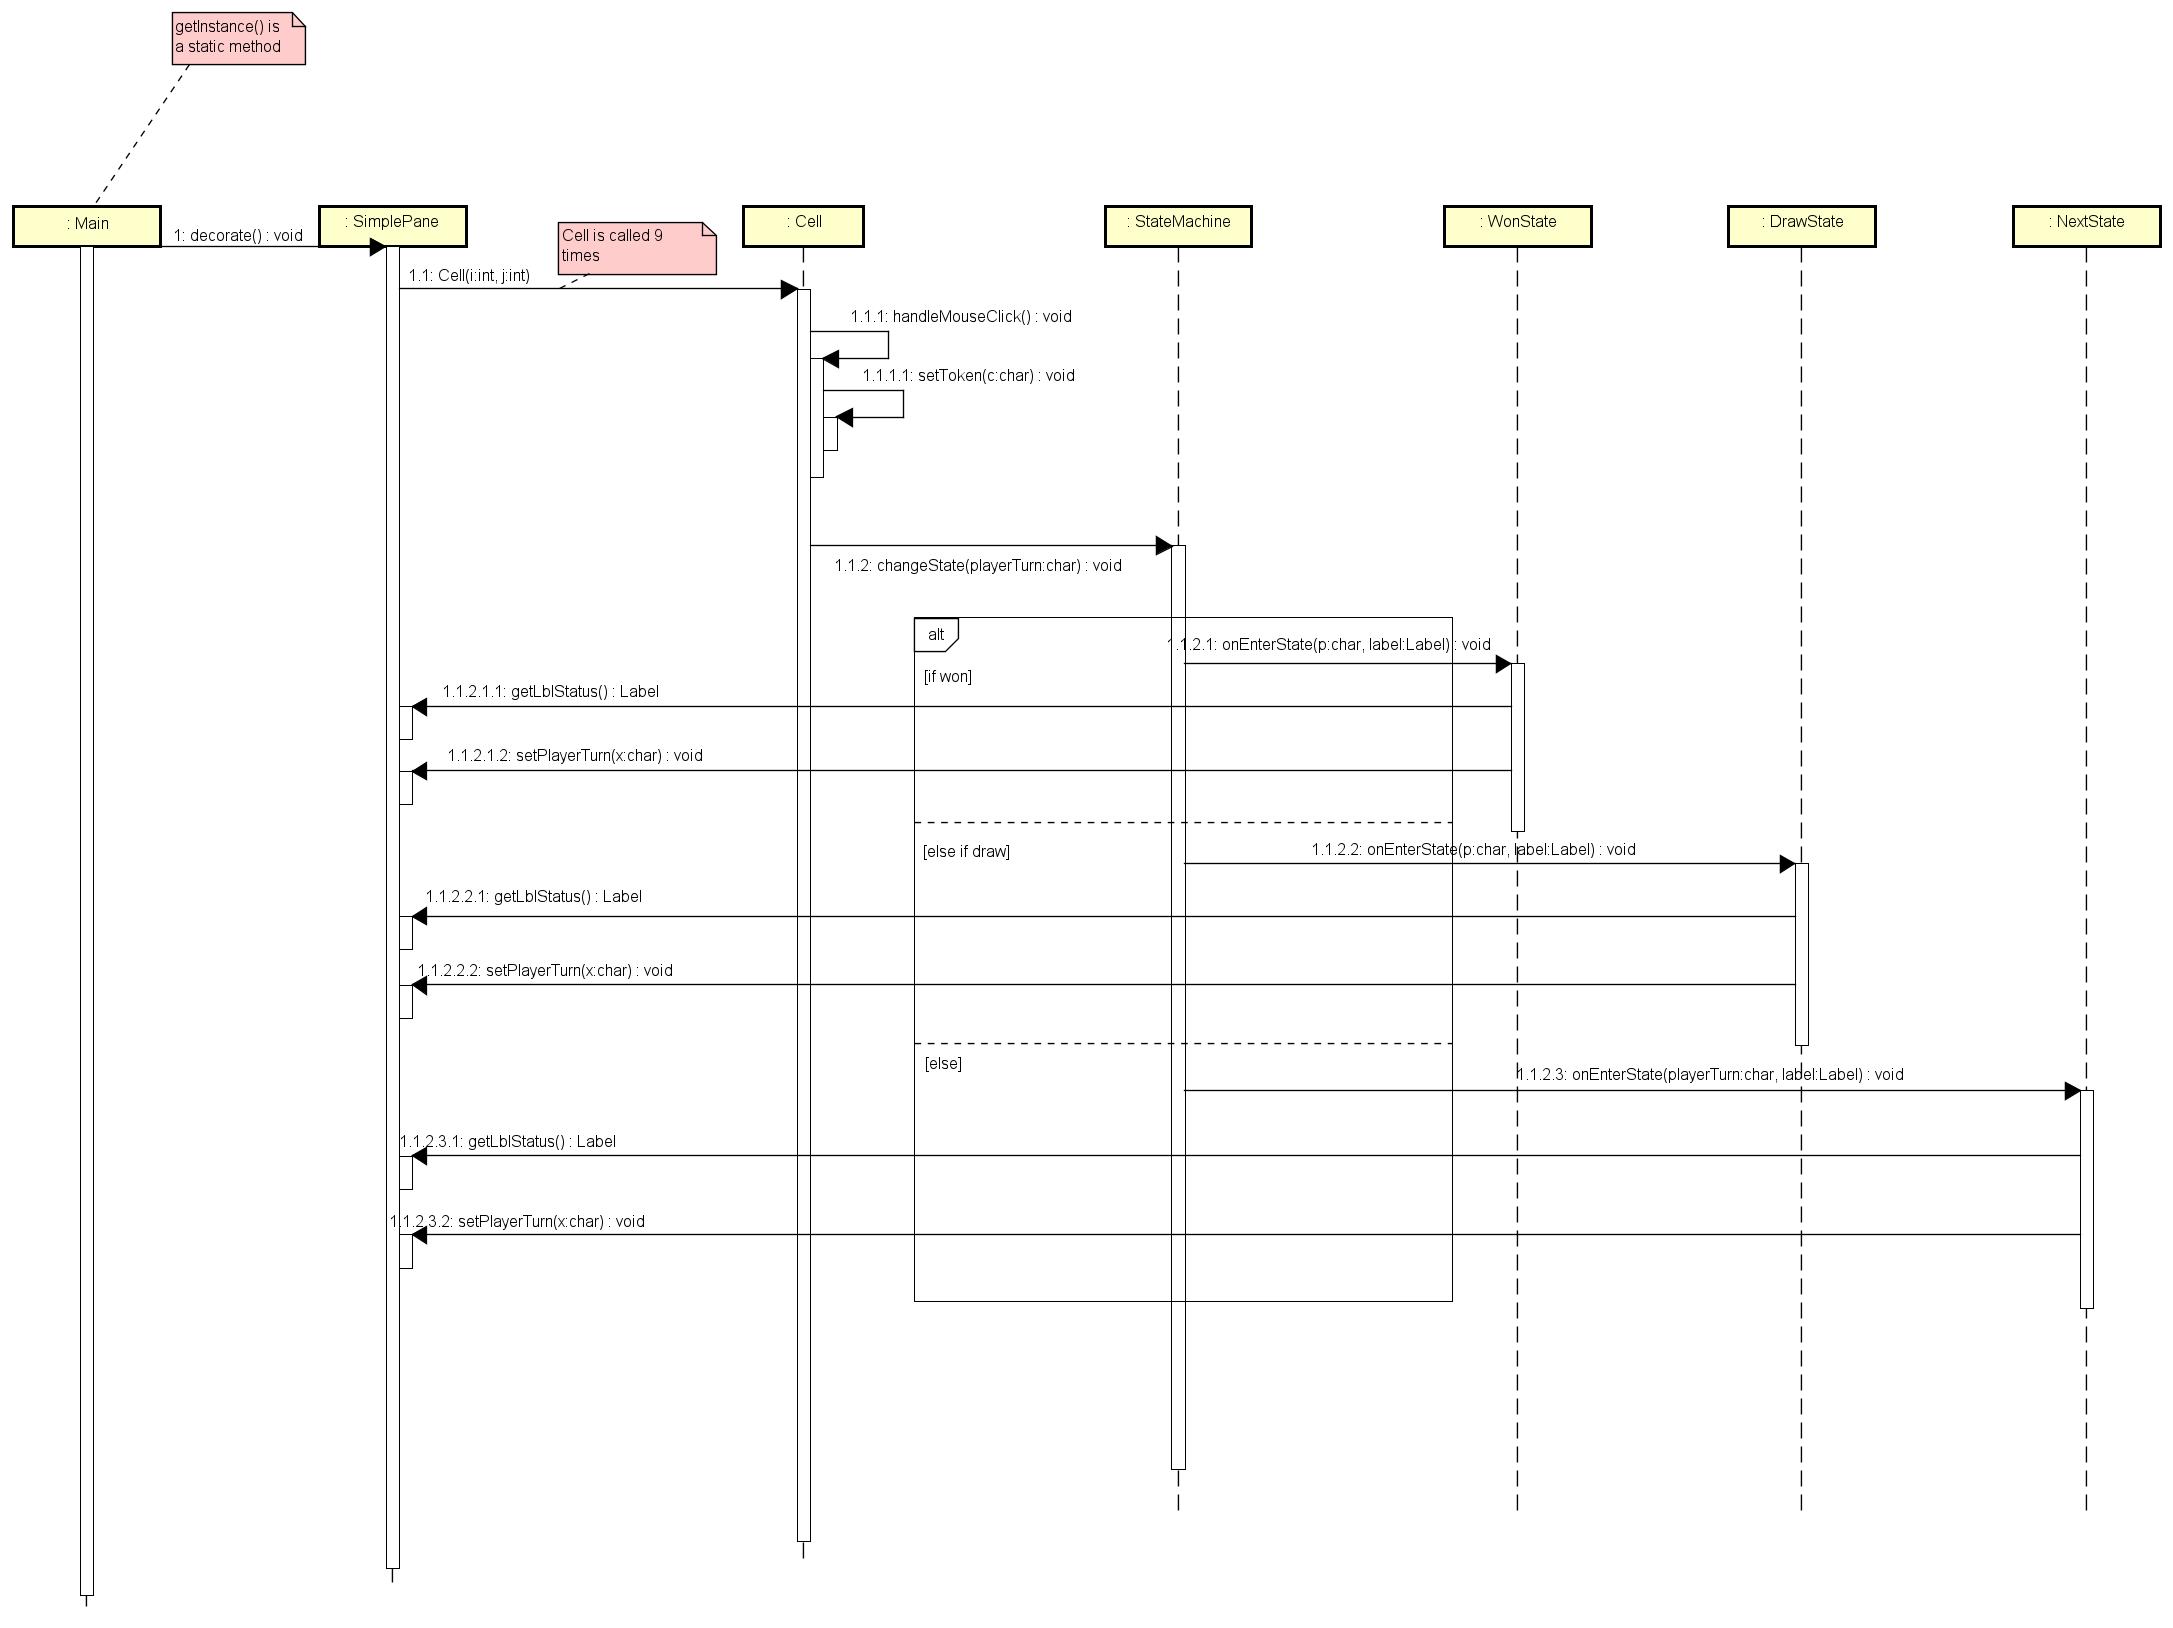 getInstance() is
a static method
: Main
: SimplePane
: Cell
: StateMachine
: WonState
: DrawState
: NextState
1: decorate() : void
Cell is called 9
times
1.1: Cell(i:int, j:int)
1.1.1: handleMouseClick() : void
1.1.1.1: setToken(c:char) : void
1.1.2: changeState(playerTurn:char) : void
alt
1.1.2.1: onEnterState(p:char, label:Label) : void
[if won]
1.1.2.1.1: getLblStatus() : Label
1.1.2.1.2: setPlayerTurn(x:char) : void
[else if draw]
1.1.2.2: onEnterState(p:char, label:Label) : void
1.1.2.2.1: getLblStatus() : Label
1.1.2.2.2: setPlayerTurn(x:char) : void
[else]
1.1.2.3: onEnterState(playerTurn:char, label:Label) : void
1.1.2.3.1: getLblStatus() : Label
1.1.2.3.2: setPlayerTurn(x:char) : void